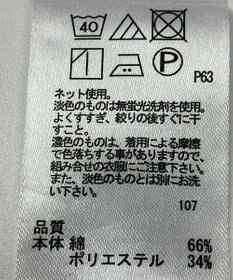 40
P
P63
ネット使用。
淡色のものは無蛍光洗剤を使用。
よくすすぎ、絞りの後すぐに干
すこと。
濃色のものは、着用による摩擦
で色落ちする事がありますので、
組み合せの衣服にご注意下さい。
また、淡色のものとは別にお洗
い下さい。
107
品質
本体 綿 66%
ポリエステル 34%